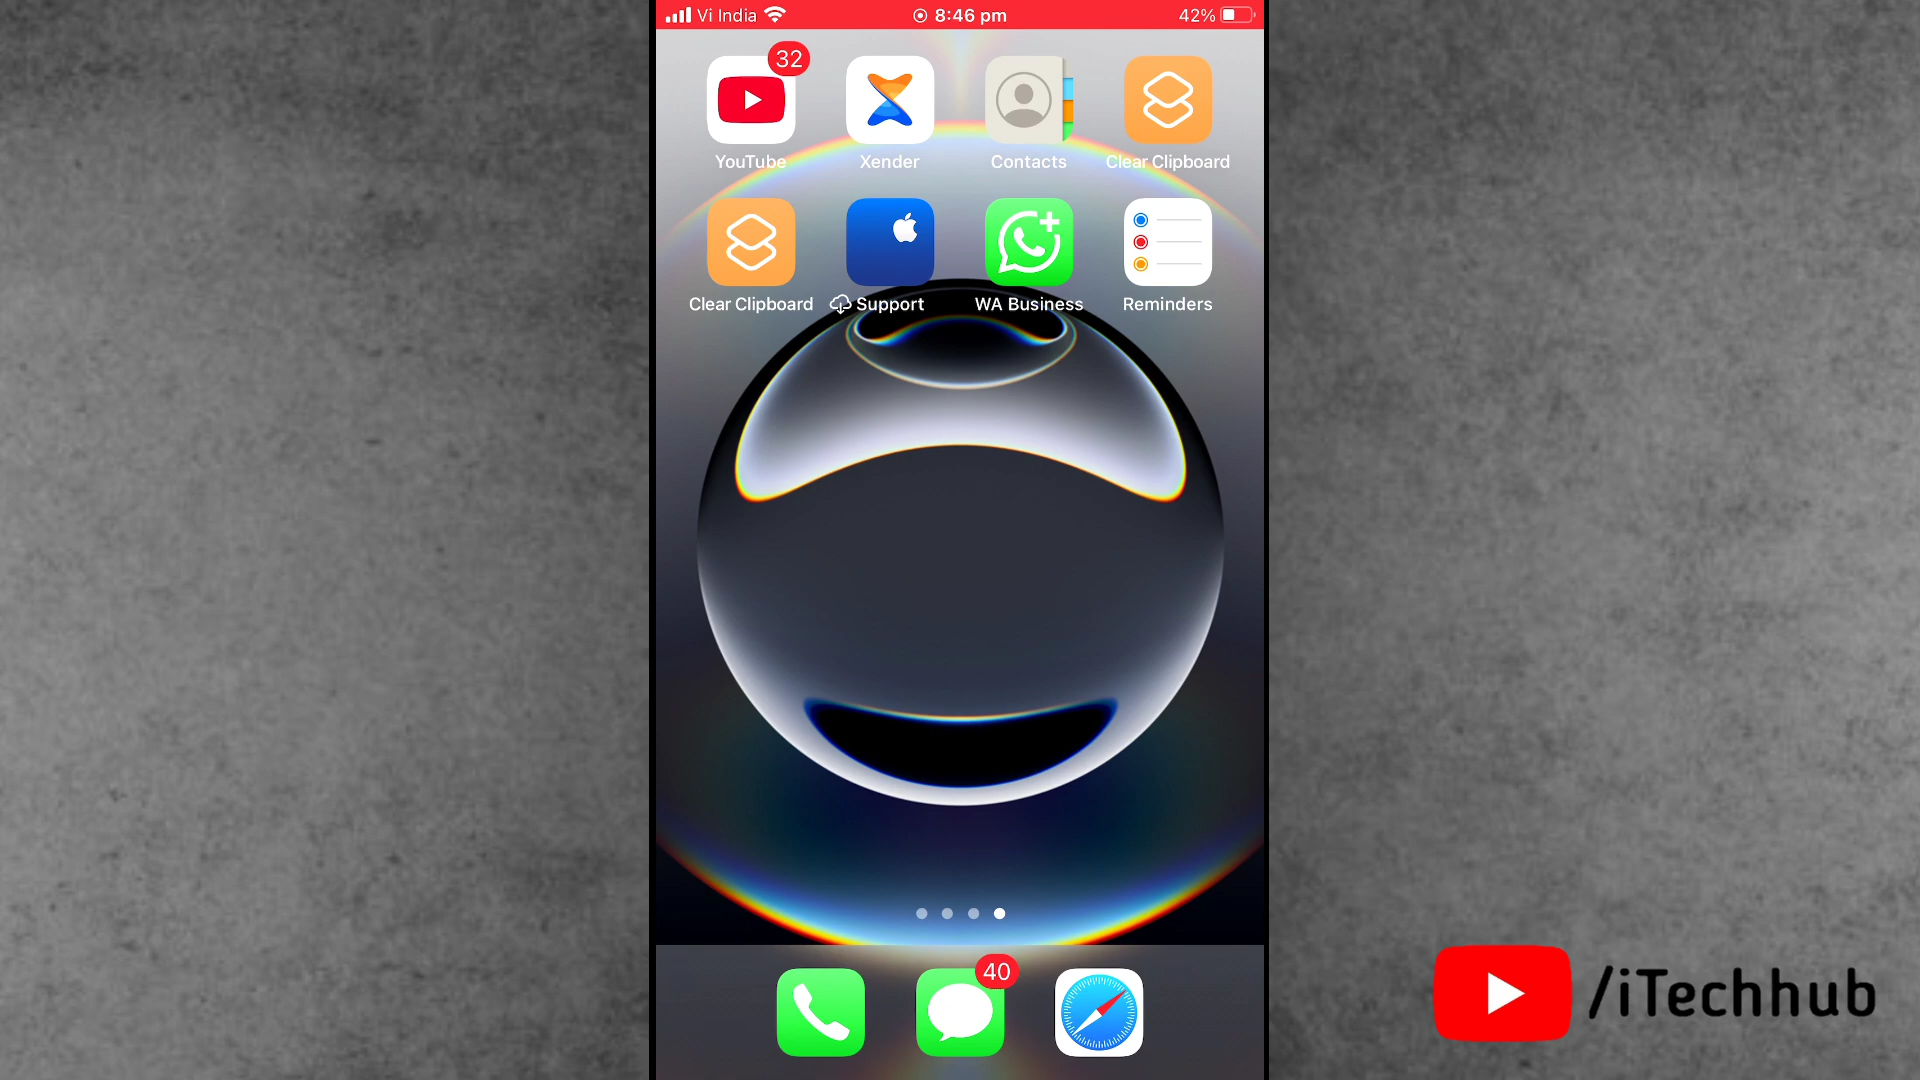 Vi India 8:46 pm 42%
32
YouTube Xender Contacts Clear Clipboard
Clear Clipboard Support WA Business Reminders
40
/iTechhub